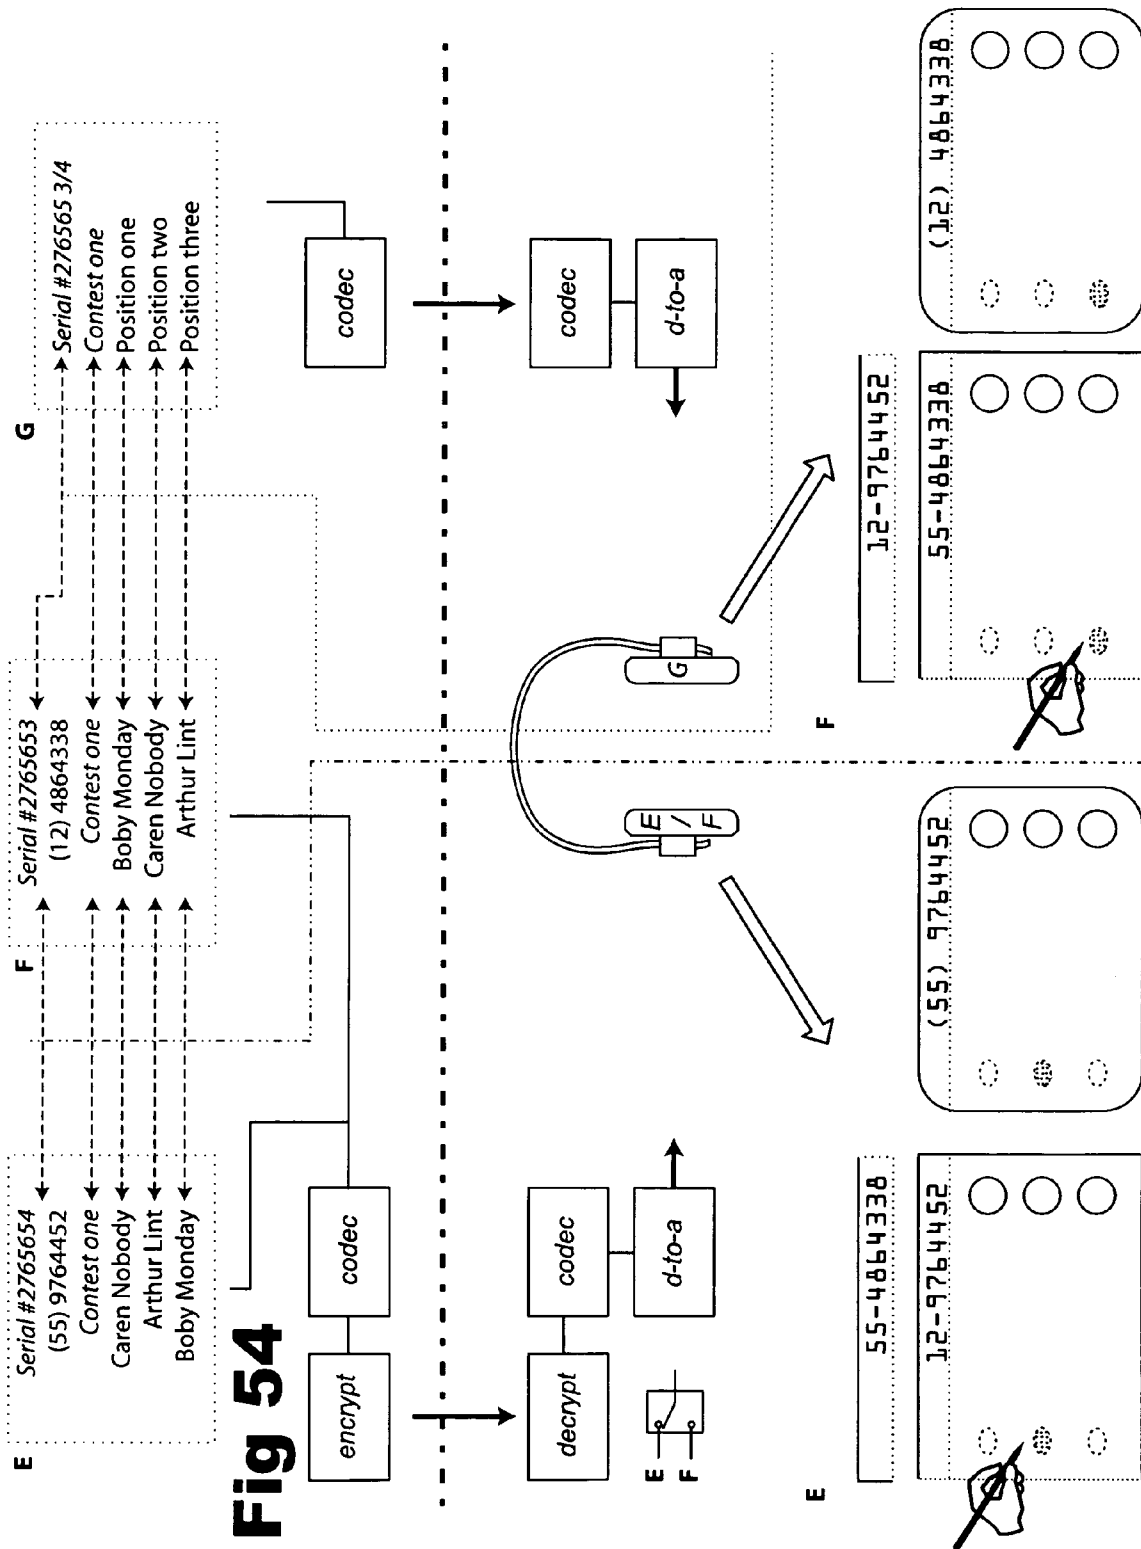 E
Serial #2765654
(55) 9764452
Contest one
Caren Nobody
Arthur Lint
Boby Monday
F
Serial #2765653
(12) 4864338
Contest one
Boby Monday
Caren Nobody
Arthur Lint
G
Serial #276565 3/4
Contest one
Position one
Position two
Position three
Fig 54
encrypt
codec
codec
decrypt
codec
d-to-a
codec
d-to-a
E
F
E / F
G
E
55-4864338
12-9764452
(55) 9764452
F
12-9764452
55-4864338
(12) 4864338